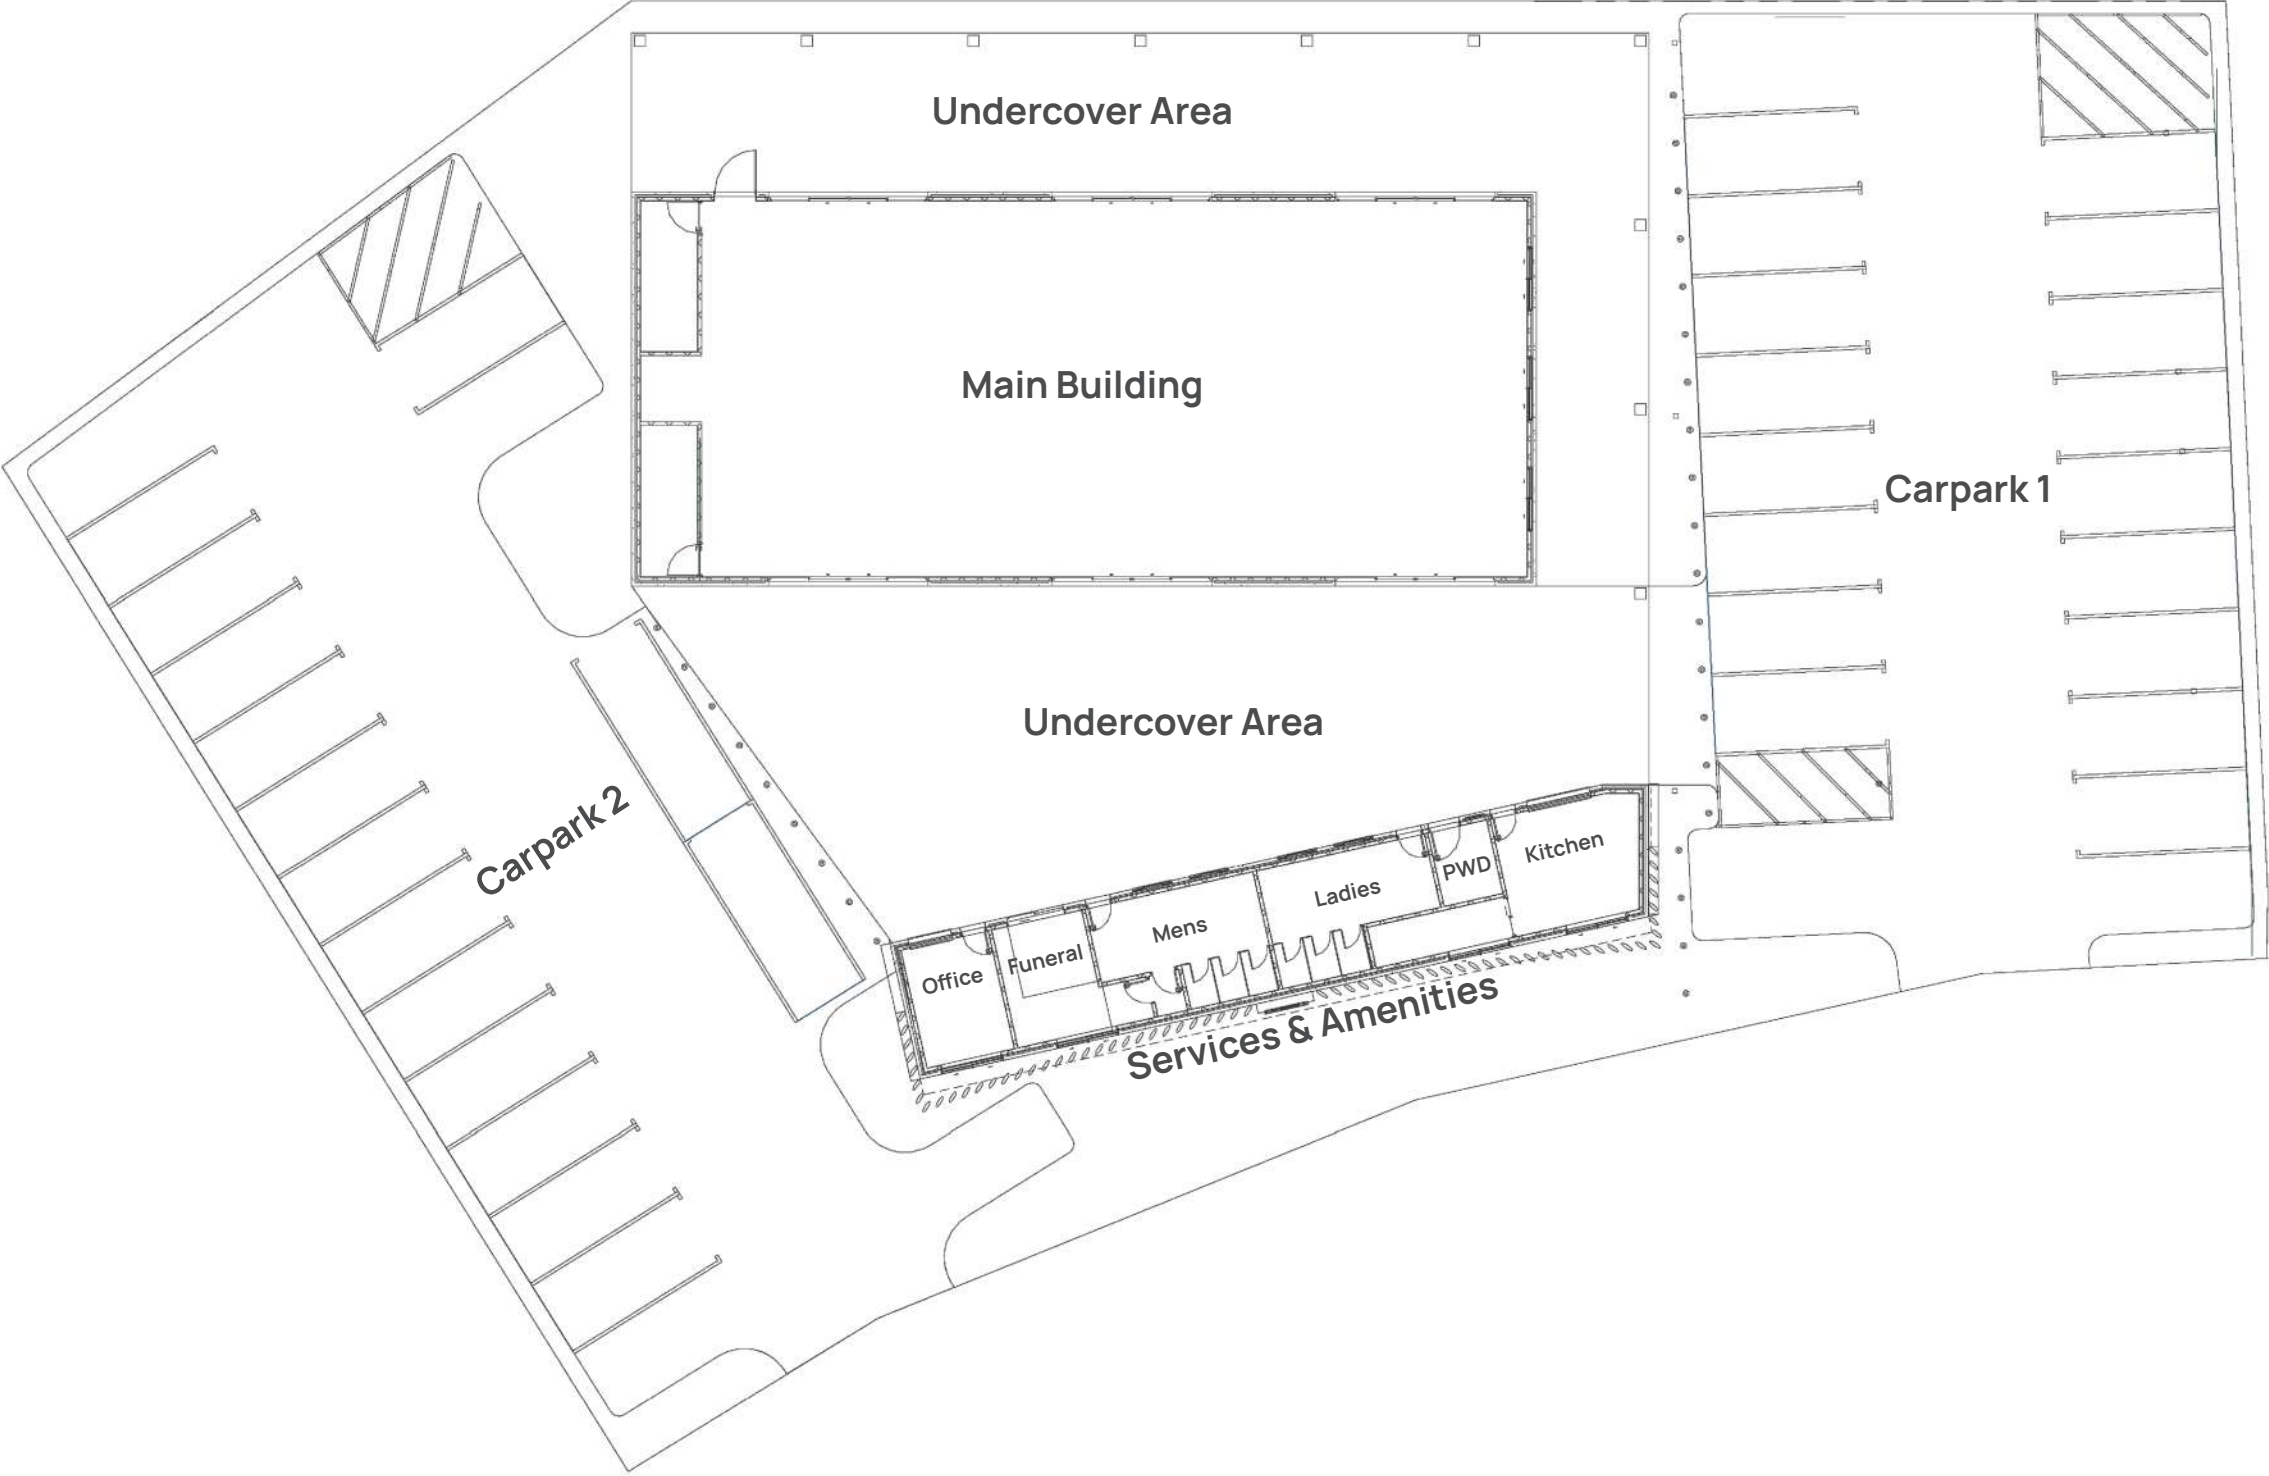 Undercover Area
Main Building
Carpark 1
Undercover Area
Carpark 2
Kitchen
PWD
Ladies
Mens
Funeral
Office
Services & Amenities